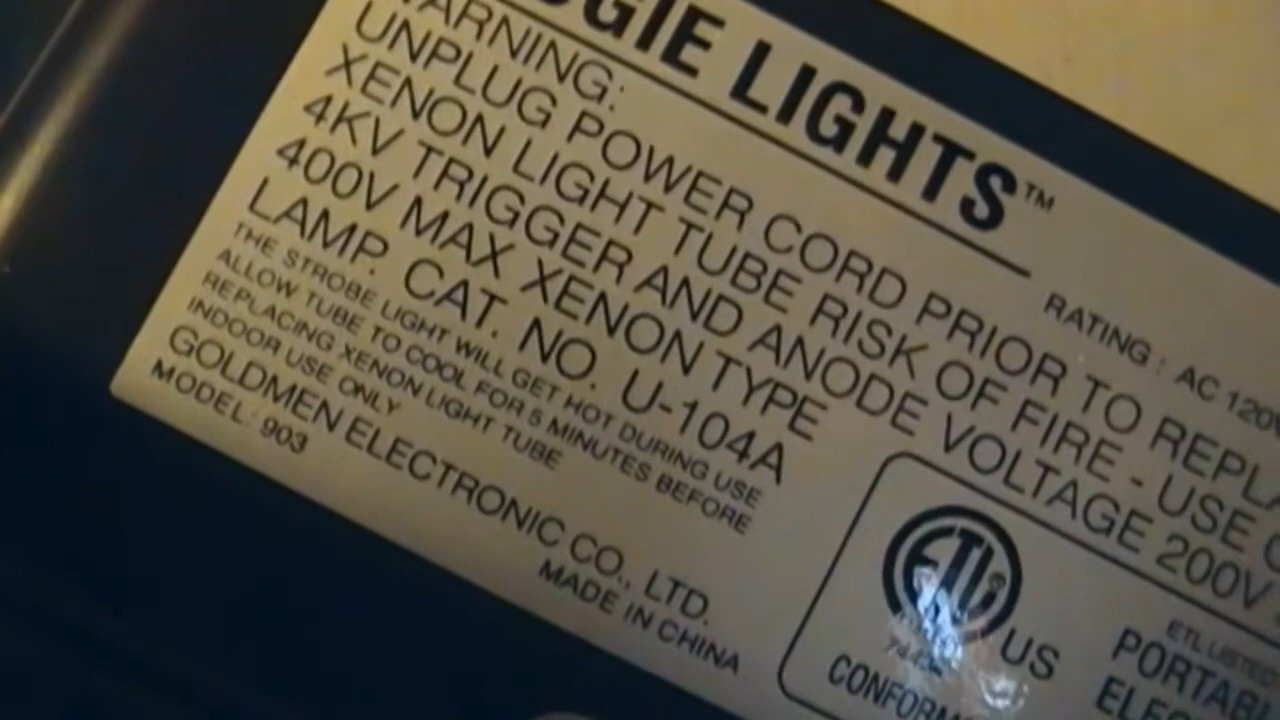 LIGHTS™
WARNING:
UNPLUG POWER CORD PRIOR TO
XENON LIGHT TUBE RISK OF FIRE - USE
4KV TRIGGER AND ANODE VOLTAGE 200V
400V MAX XENON TYPE
LAMP. CAT. NO. U-104A
THE STROBE LIGHT WILL GET HOT DURING USE
ALLOW TUBE TO COOL FOR 5 MINUTES BEFORE
REPLACING XENON LIGHT TUBE
INDOOR USE ONLY
GOLDMEN ELECTRONIC CO., LTD.
MODEL: 903
MADE IN CHINA
RATING : AC 120V
ETL US
ETL LISTED